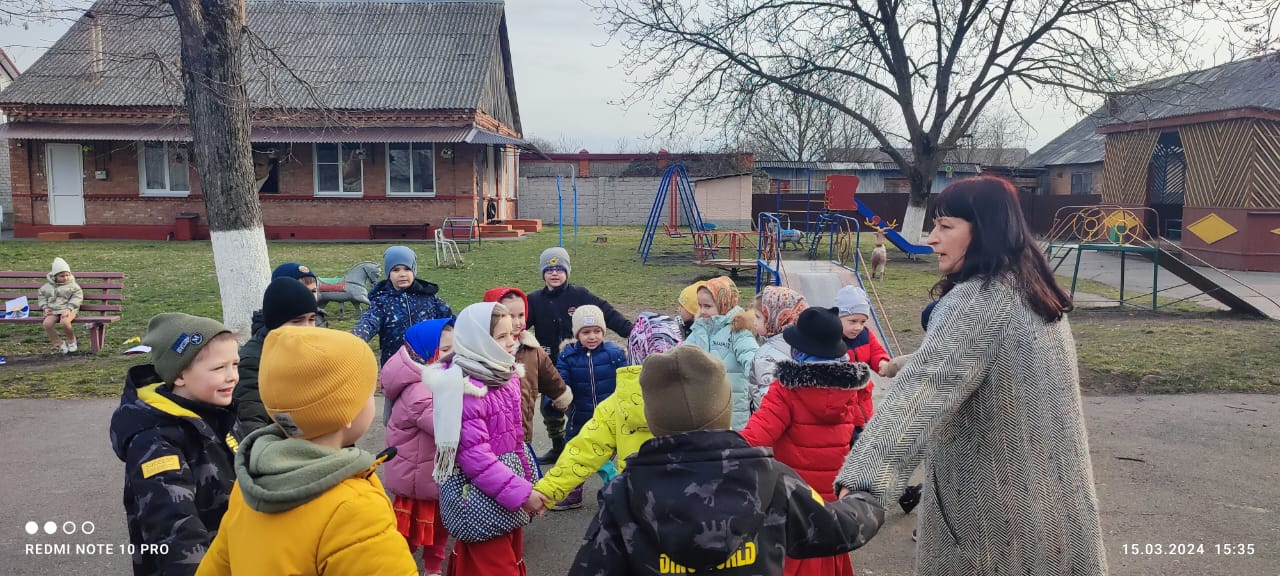 REDMI NOTE 10 PRO
15.03.2024 15:35
DINO WORLD